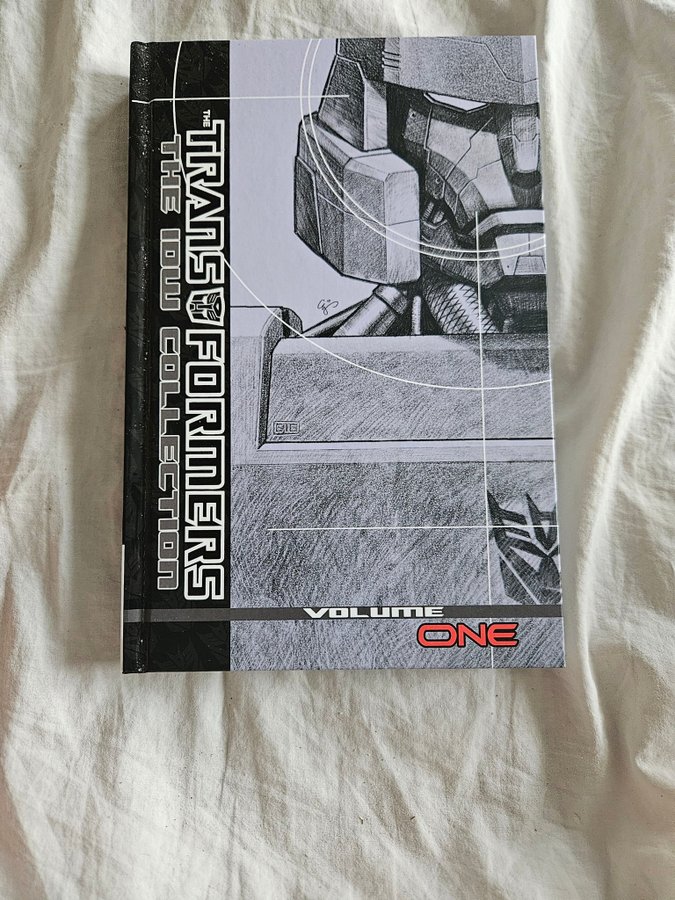 THE
TRANSFORMERS
THE IDW COLLECTION
VOLUME
ONE